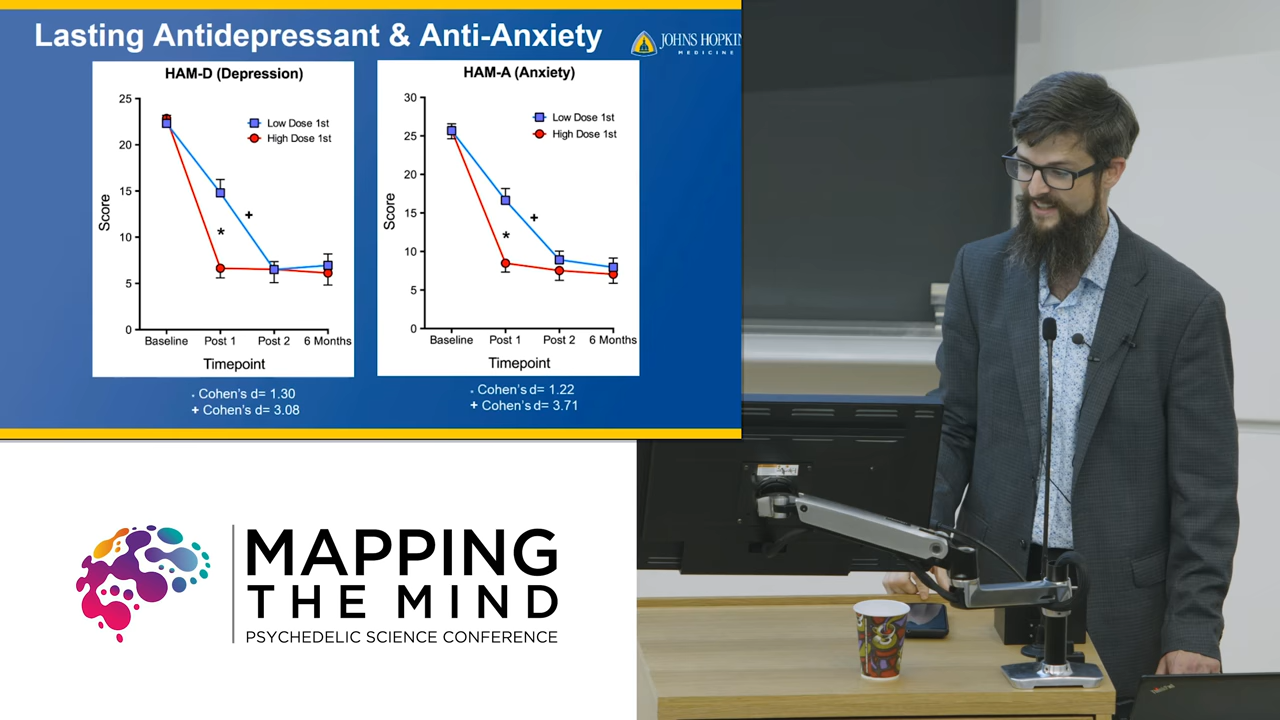 Lasting Antidepressant & Anti-Anxiety
JOHNS HOPKIN
MEDICINE
HAM-D (Depression)
25
20
15
10
5
0
Score
Low Dose 1st
High Dose 1st
+
*
Baseline Post 1 Post 2 6 Months
Timepoint
HAM-A (Anxiety)
30
25
20
15
10
5
0
Score
Low Dose 1st
High Dose 1st
+
*
Baseline Post 1 Post 2 6 Months
Timepoint
. Cohen's d= 1.30
+ Cohen's d= 3.08
. Cohen's d= 1.22
+ Cohen's d= 3.71
MAPPING
THE MIND
PSYCHEDELIC SCIENCE CONFERENCE
ThinkPad